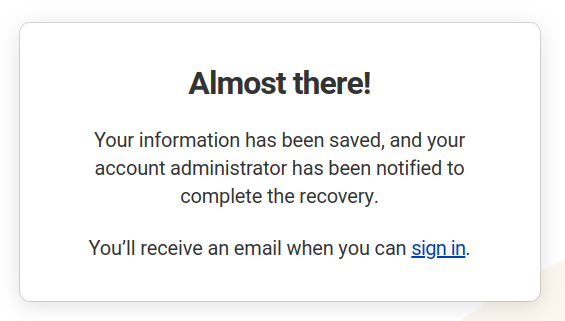 Almost there!
Your information has been saved, and your
account administrator has been notified to
complete the recovery.
You’ll receive an email when you can sign in.